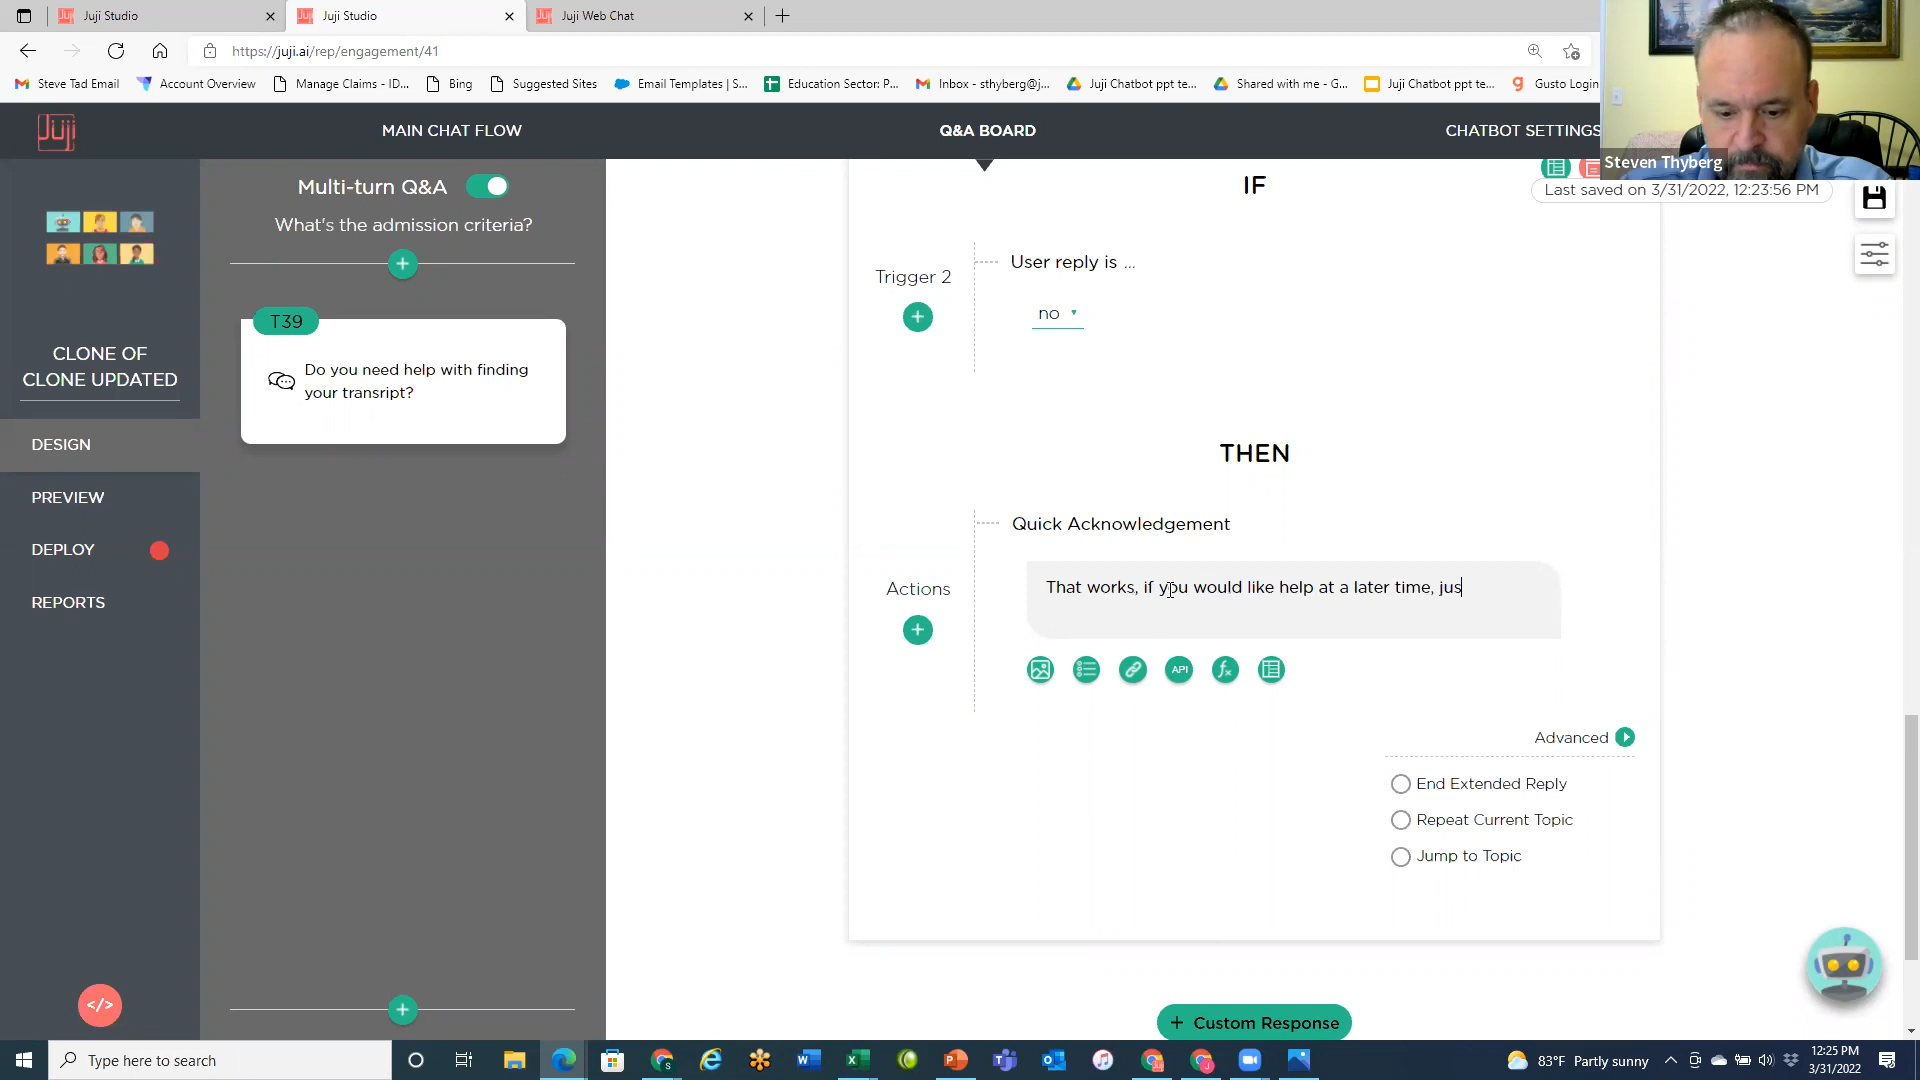 Juji Studio
Juji Studio
Juji Web Chat
https://juji.ai/rep/engagement/41
Steve Tad Email
Account Overview
Manage Claims - ID...
Bing
Suggested Sites
Email Templates | S...
Education Sector: P...
Inbox - sthyberg@j...
Juji Chatbot ppt te...
Shared with me - G...
Juji Chatbot ppt te...
Gusto Login
Juji
MAIN CHAT FLOW
Q&A BOARD
CHATBOT SETTINGS
Steven Thyberg
Last saved on 3/31/2022, 12:23:56 PM
CLONE OF
CLONE UPDATED
DESIGN
PREVIEW
DEPLOY
REPORTS
</>
Multi-turn Q&A
What's the admission criteria?
T39
Do you need help with finding
your transript?
IF
Trigger 2
User reply is ...
no
THEN
Quick Acknowledgement
Actions
That works, if you would like help at a later time, jus
API
fx
Advanced
End Extended Reply
Repeat Current Topic
Jump to Topic
+ Custom Response
Type here to search
83°F Partly sunny
12:25 PM
3/31/2022